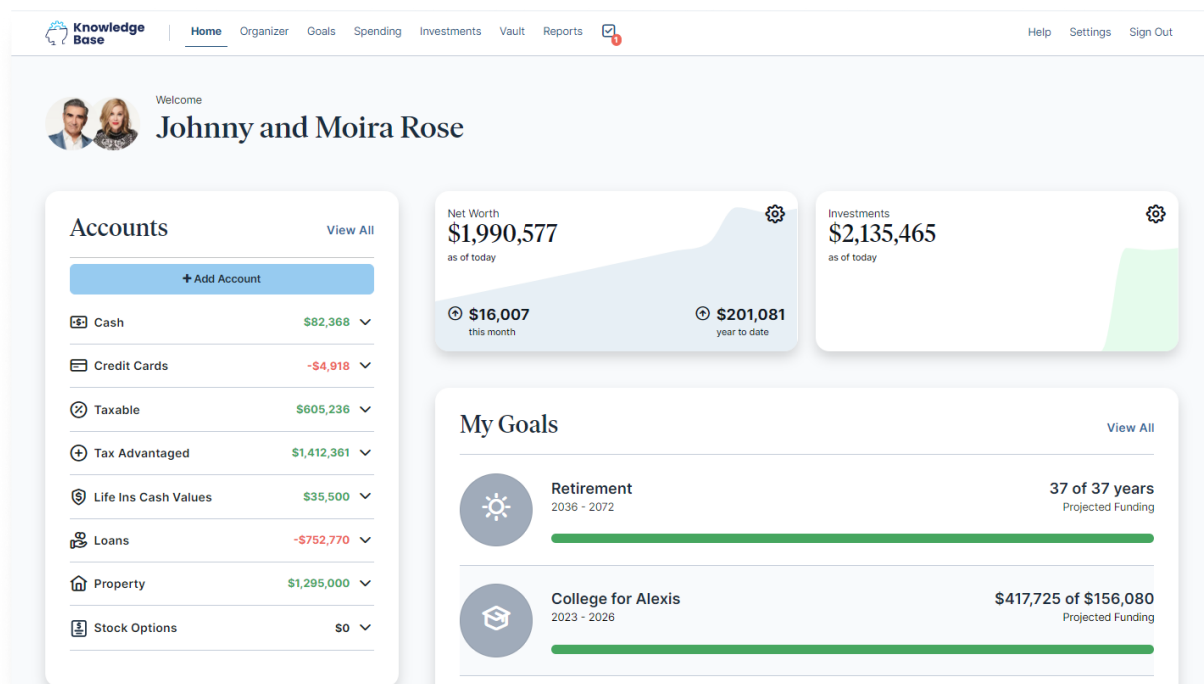 Knowledge Base
Home Organizer Goals Spending Investments Vault Reports 1
Help Settings Sign Out
Welcome
Johnny and Moira Rose
Accounts
View All
+ Add Account
Cash $82,368
Credit Cards -$4,918
Taxable $605,236
Tax Advantaged $1,412,361
Life Ins Cash Values $35,500
Loans -$752,770
Property $1,295,000
Stock Options $0
Net Worth
$1,990,577
as of today
$16,007
this month
$201,081
year to date
Investments
$2,135,465
as of today
My Goals
View All
Retirement
2036 - 2072
37 of 37 years
Projected Funding
College for Alexis
2023 - 2026
$417,725 of $156,080
Projected Funding